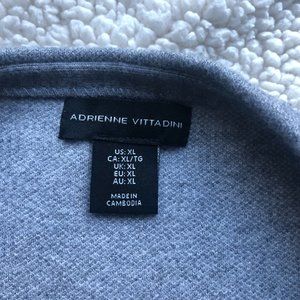 ADRIENNE VITTADINI
US: XL
CA: XL/TG
UK: XL
EU: XL
AU: XL
MADE IN
CAMBODIA